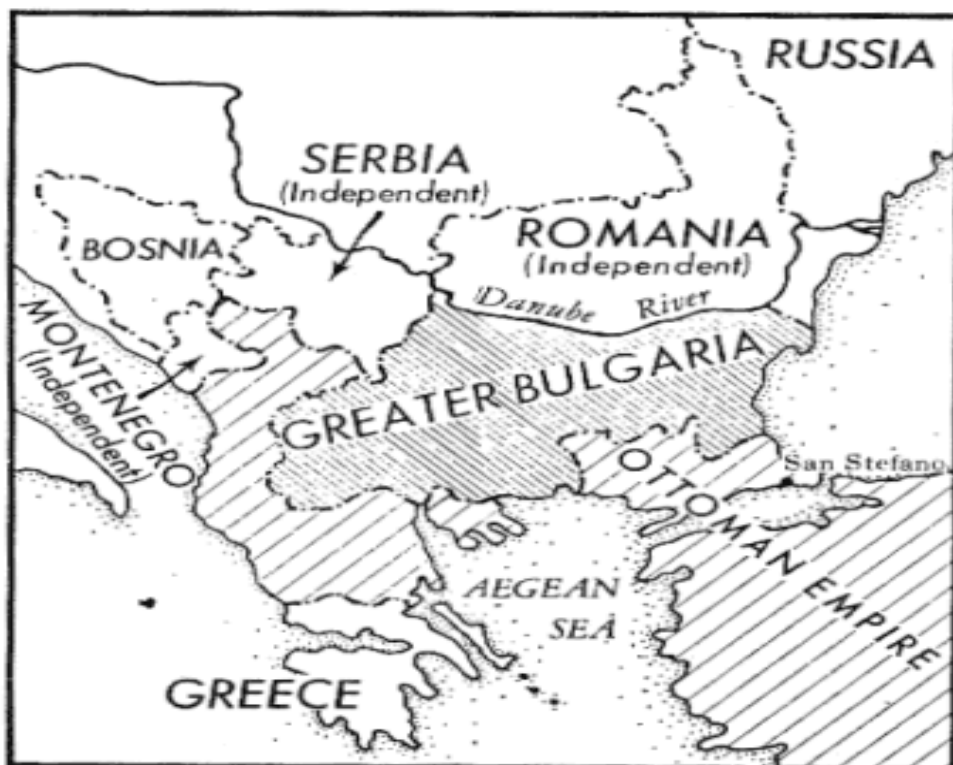 RUSSIA
SERBIA
(Independent)
BOSNIA
ROMANIA
(Independent)
Danube River
MONTENEGRO
(Independent)
GREATER BULGARIA
San Stefano
OTTOMAN EMPIRE
AEGEAN
SEA
GREECE